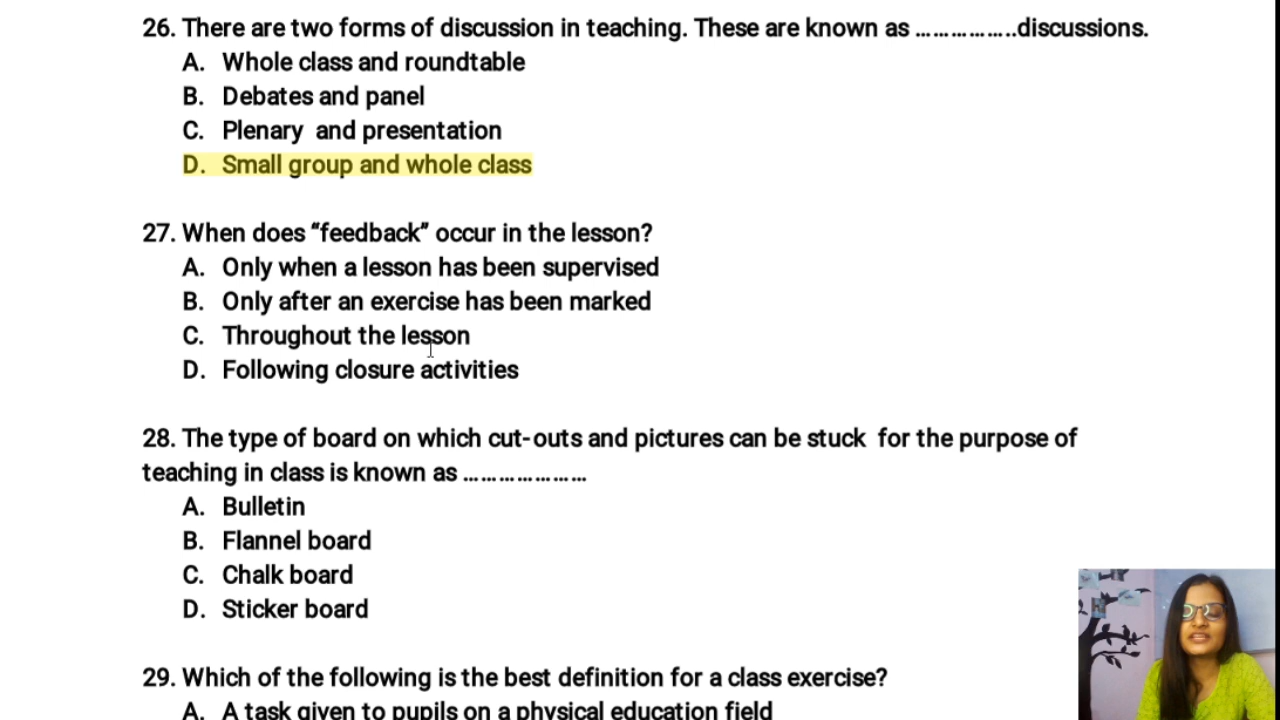 26. There are two forms of discussion in teaching. These are known as ……………..discussions.
A. Whole class and roundtable
B. Debates and panel
C. Plenary and presentation
D. Small group and whole class
27. When does “feedback” occur in the lesson?
A. Only when a lesson has been supervised
B. Only after an exercise has been marked
C. Throughout the lesson
D. Following closure activities
28. The type of board on which cut-outs and pictures can be stuck for the purpose of
teaching in class is known as …………………
A. Bulletin
B. Flannel board
C. Chalk board
D. Sticker board
29. Which of the following is the best definition for a class exercise?
A. A task given to pupils on a physical education field